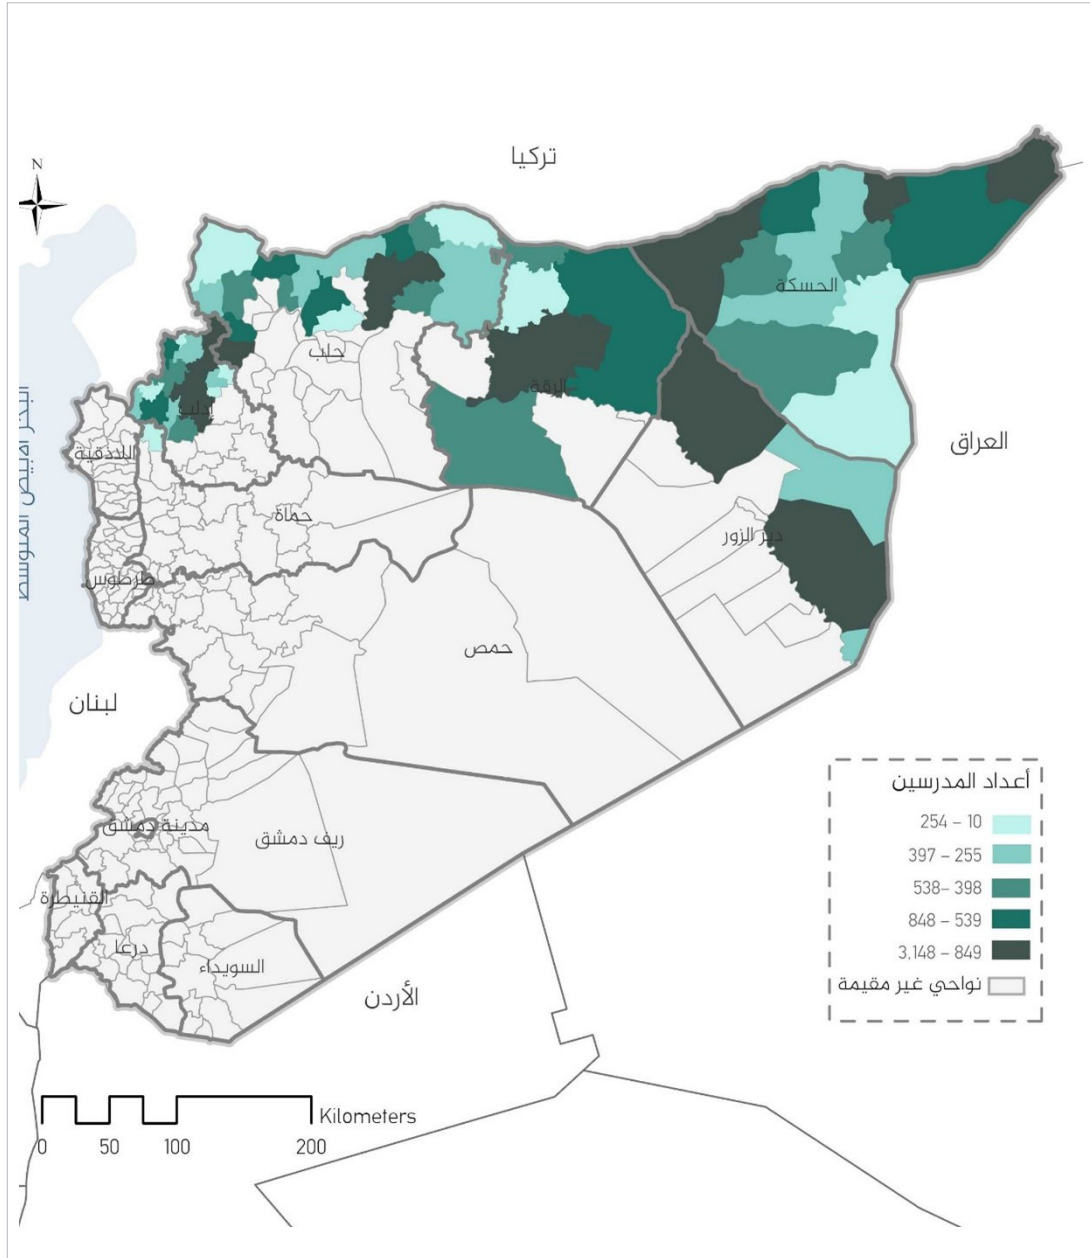 تركيا
N
الحسكة
حلب
الرقة
إدلب
العراق
اللاذقية
البحر الأبيض المتوسط
حماة
دير الزور
طرطوس
حمص
لبنان
أعداد المدرسين
254 – 10
397 – 255
538– 398
848 – 539
3,148 – 849
نواحي غير مقيمة
مدينة دمشق
ريف دمشق
القنيطرة
درعا
السويداء
الأردن
Kilometers
0 50 100 200